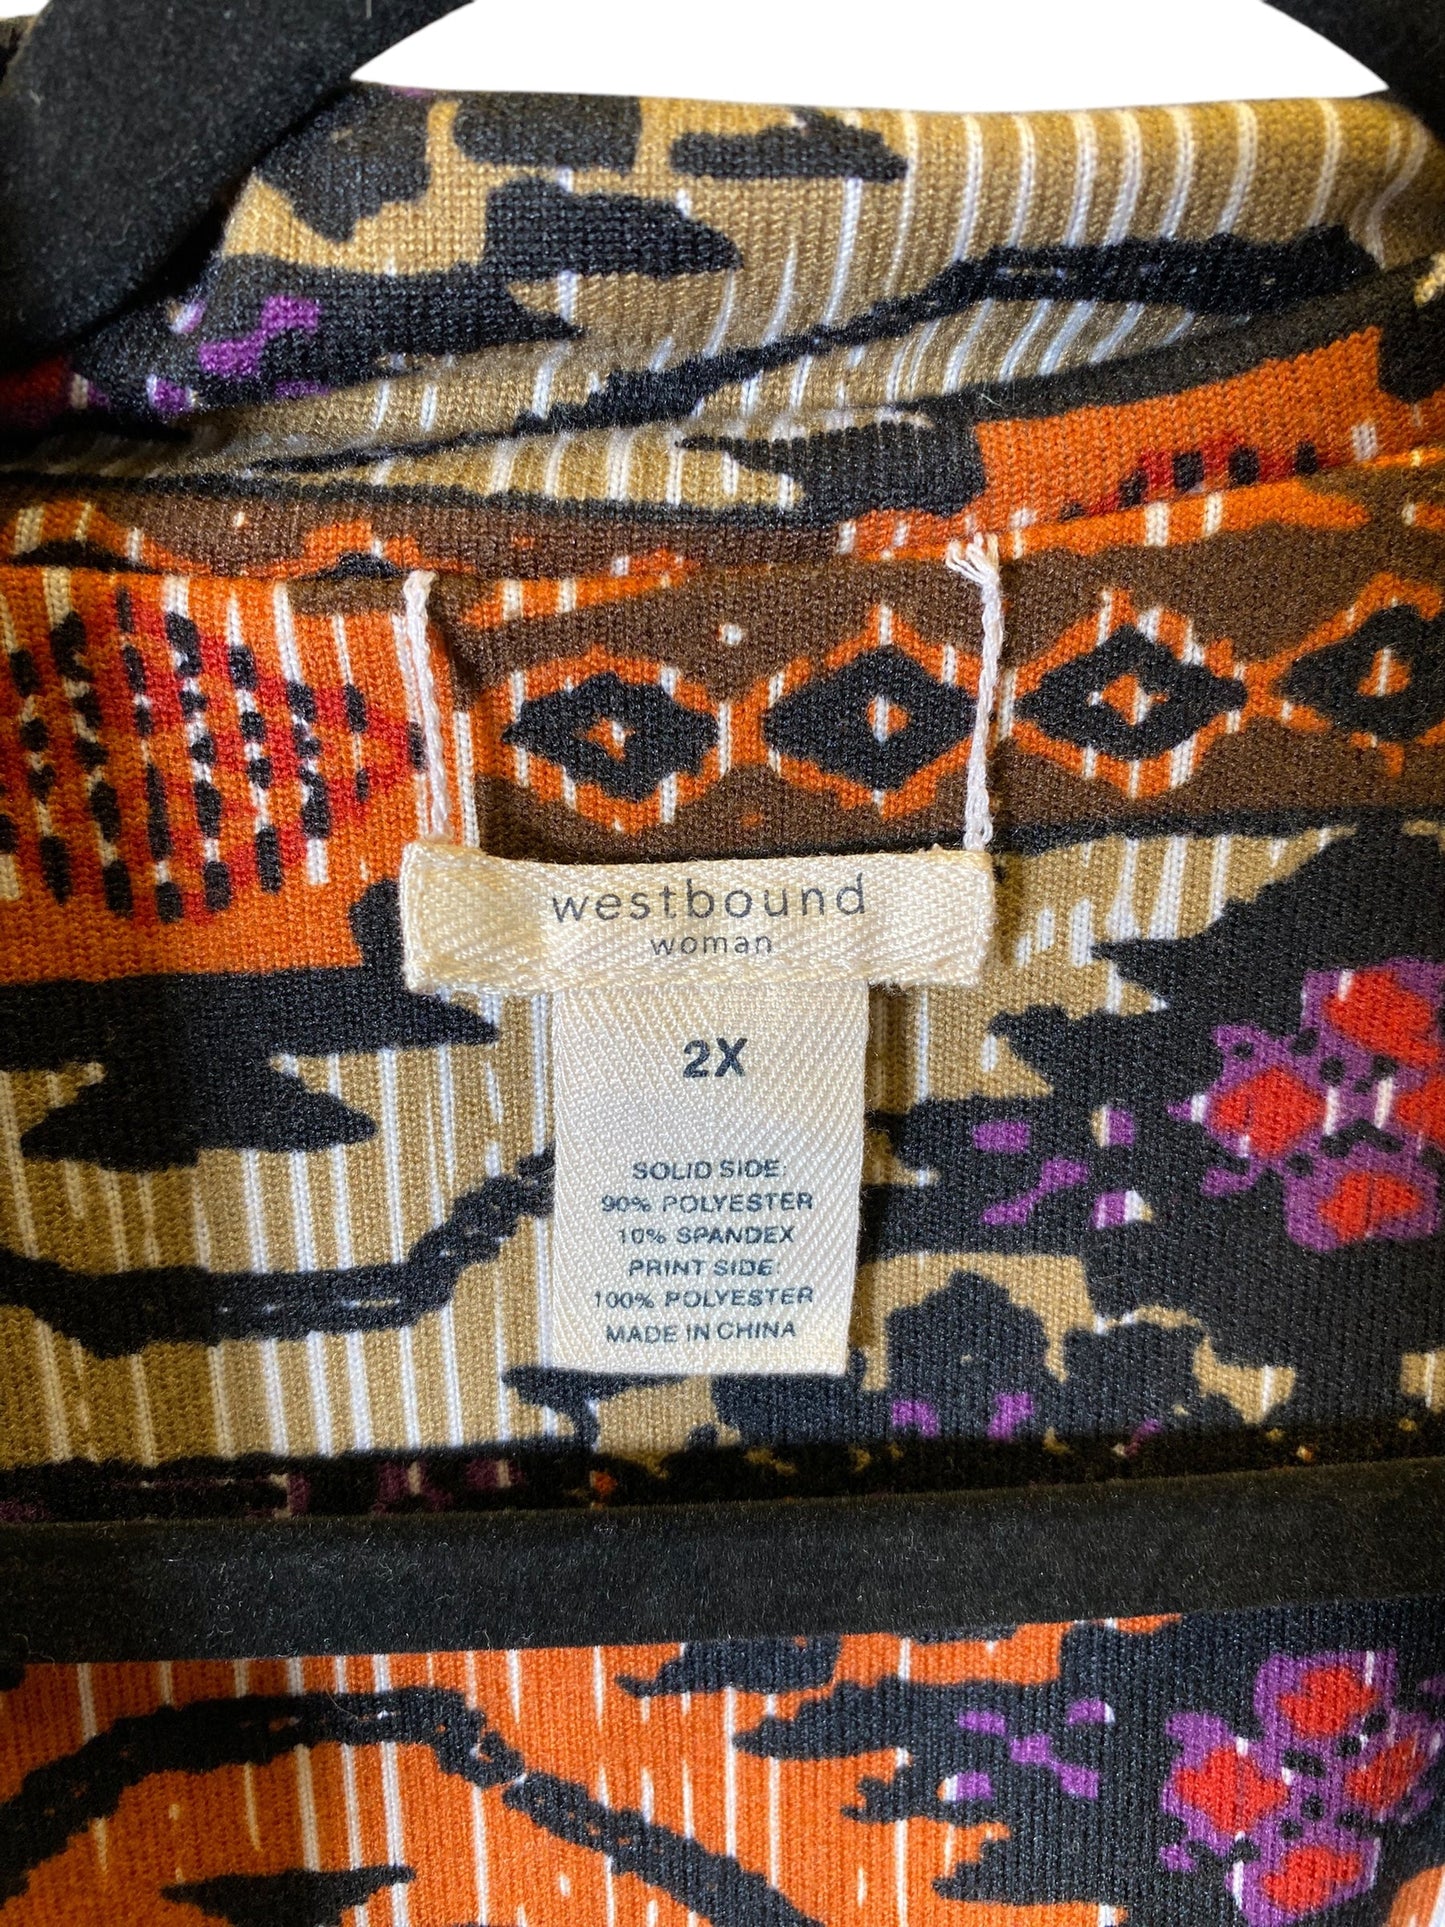 westbound
woman
2X
SOLID SIDE:
90% POLYESTER
10% SPANDEX
PRINT SIDE:
100% POLYESTER
MADE IN CHINA